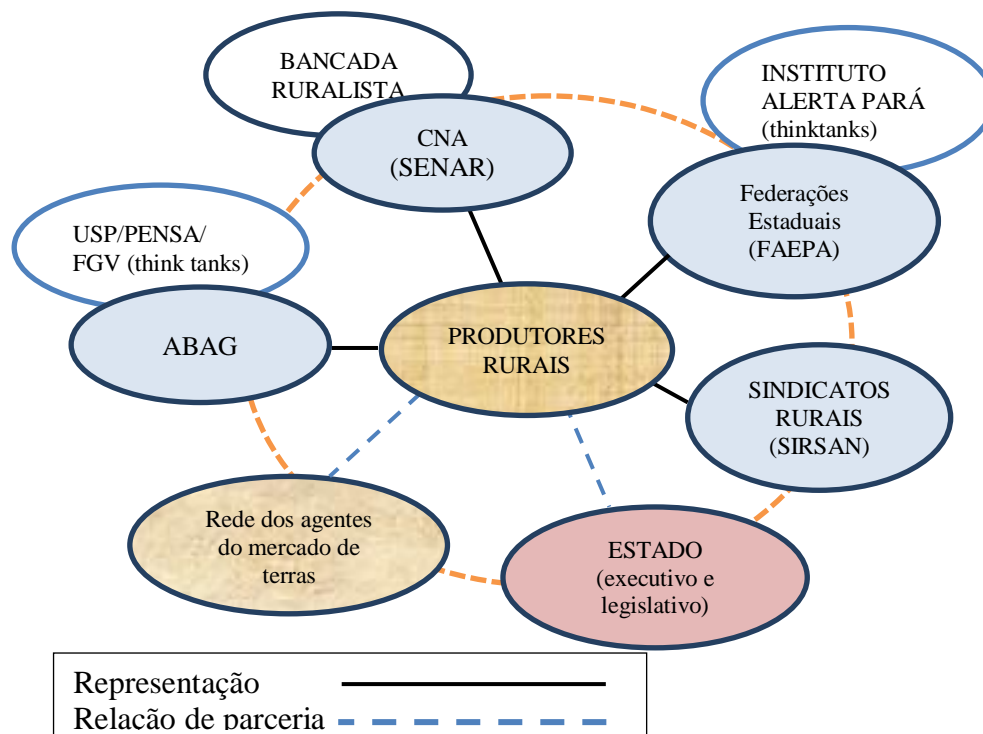 BANCADA
RURALISTA
CNA
(SENAR)
INSTITUTO
ALERTA PARÁ
(thinktanks)
Federações
Estaduais
(FAEPA)
USP/PENSA/
FGV (think tanks)
ABAG
PRODUTORES
RURAIS
SINDICATOS
RURAIS
(SIRSAN)
Rede dos agentes
do mercado de
terras
ESTADO
(executivo e
legislativo)
Representação
Relação de parceria